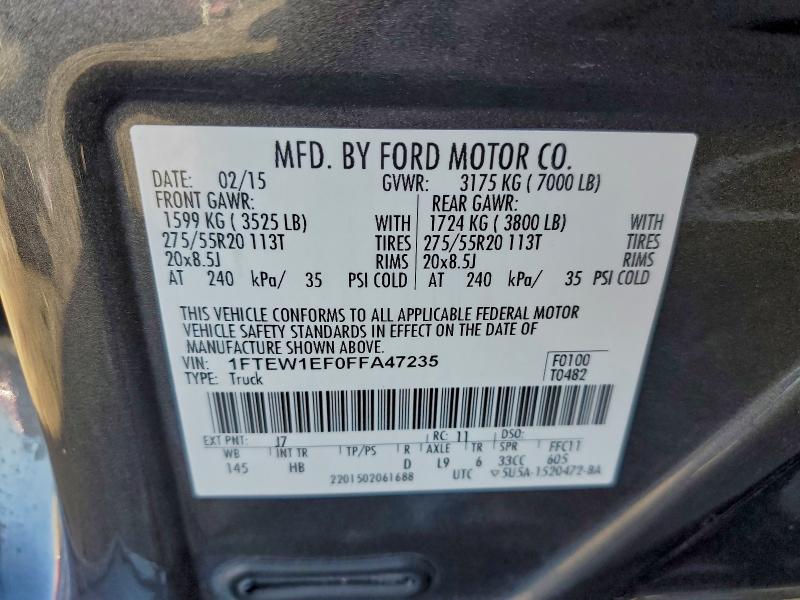 MFD. BY FORD MOTOR CO.
DATE: 02/15 GVWR: 3175 KG ( 7000 LB)
FRONT GAWR: REAR GAWR:
1599 KG ( 3525 LB) WITH 1724 KG ( 3800 LB) WITH
275/55R20 113T TIRES 275/55R20 113T TIRES
20x8.5J RIMS 20x8.5J RIMS
AT 240 kPa/ 35 PSI COLD AT 240 kPa/ 35 PSI COLD
THIS VEHICLE CONFORMS TO ALL APPLICABLE FEDERAL MOTOR
VEHICLE SAFETY STANDARDS IN EFFECT ON THE DATE OF
MANUFACTURE SHOWN ABOVE.
VIN: 1FTEW1EF0FFA47235 F0100
TYPE: Truck T0482
EXT PNT: J7 RC: 11 DSO:
WB INT TR TP/PS R AXLE TR SPR FFC11
145 HB D L9 6 33CC 605
2201502061688 UTC ▽5U5A-1520472-BA